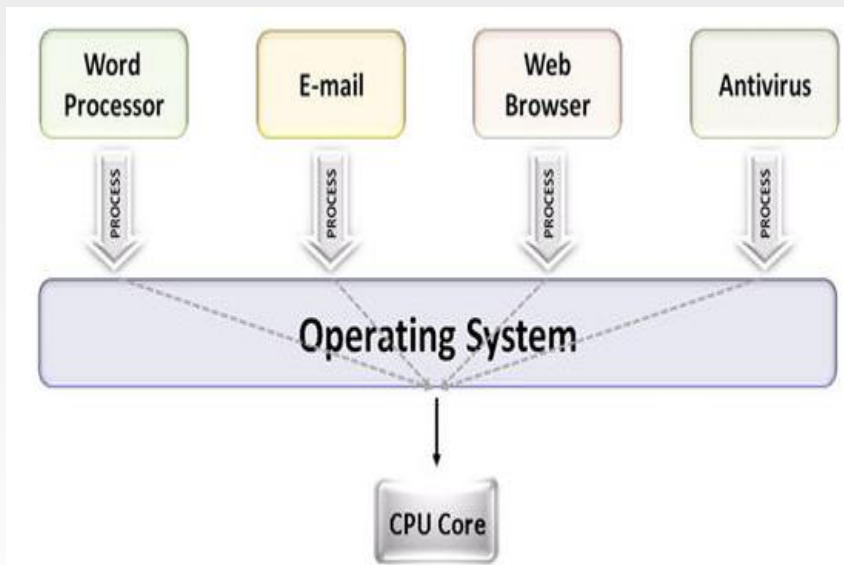 Word
Processor
E-mail
Web
Browser
Antivirus
PROCESS
PROCESS
PROCESS
PROCESS
Operating System
CPU Core